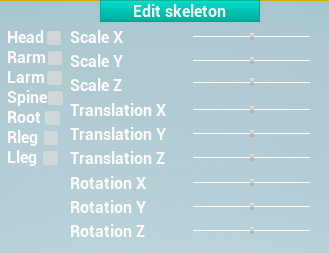 Edit skeleton
Head
Rarm
Larm
Spine
Root
Rleg
Lleg
Scale X
Scale Y
Scale Z
Translation X
Translation Y
Translation Z
Rotation X
Rotation Y
Rotation Z